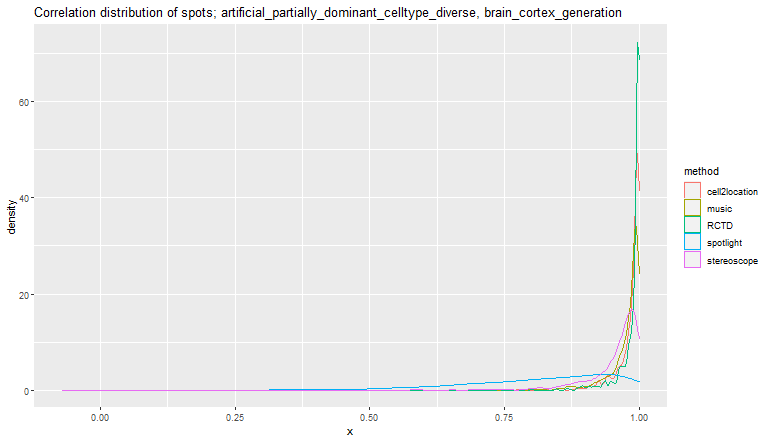 Correlation distribution of spots; artificial_partially_dominant_celltype_diverse, brain_cortex_generation
density
60
40
20
0
0.00 0.25 0.50 0.75 1.00
x
method
cell2location
music
RCTD
spotlight
stereoscope